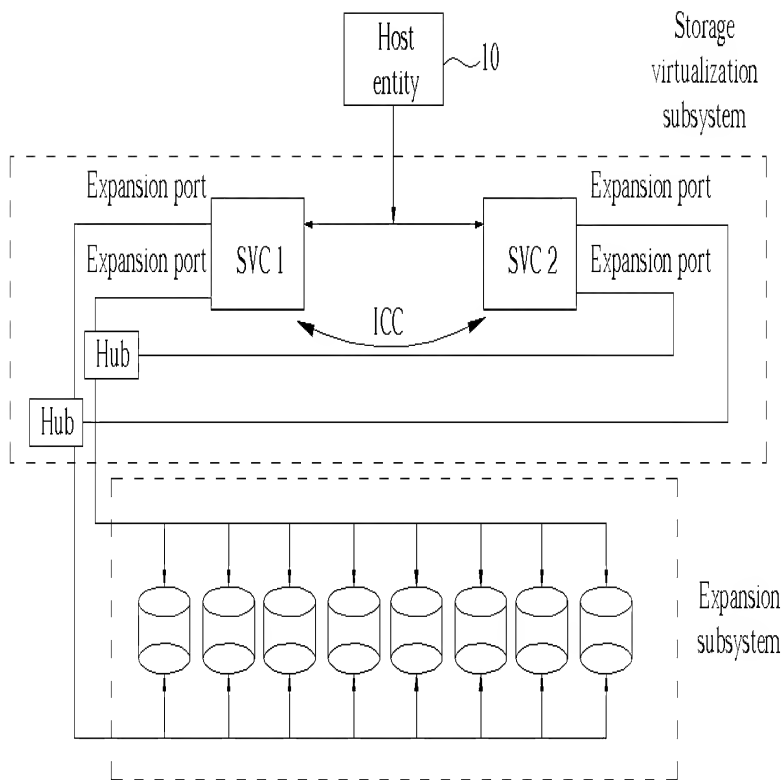 Host
entity
10
Storage
virtualization
subsystem
Expansion port
Expansion port
Expansion port
Expansion port
SVC 1
SVC 2
ICC
Hub
Hub
Expansion
subsystem